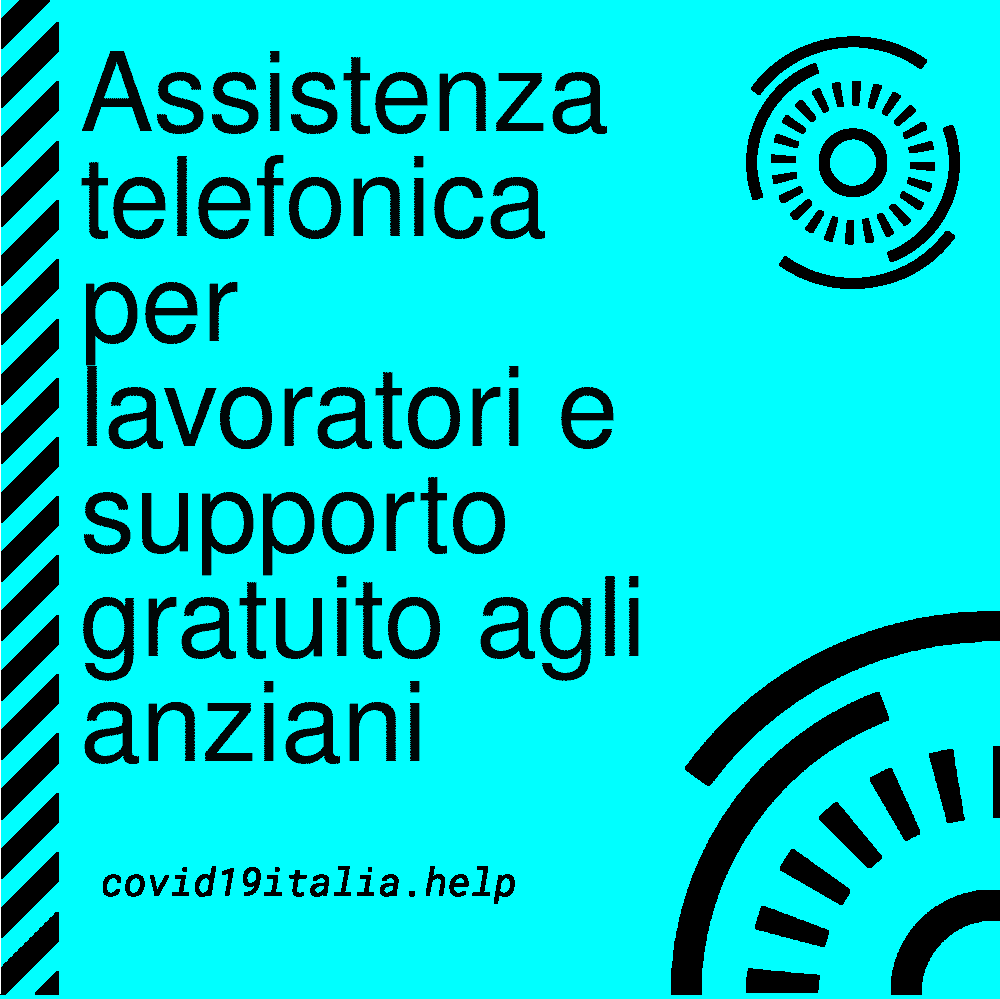 Assistenza
telefonica
per
lavoratori e
supporto
gratuito agli
anziani
covid19italia.help